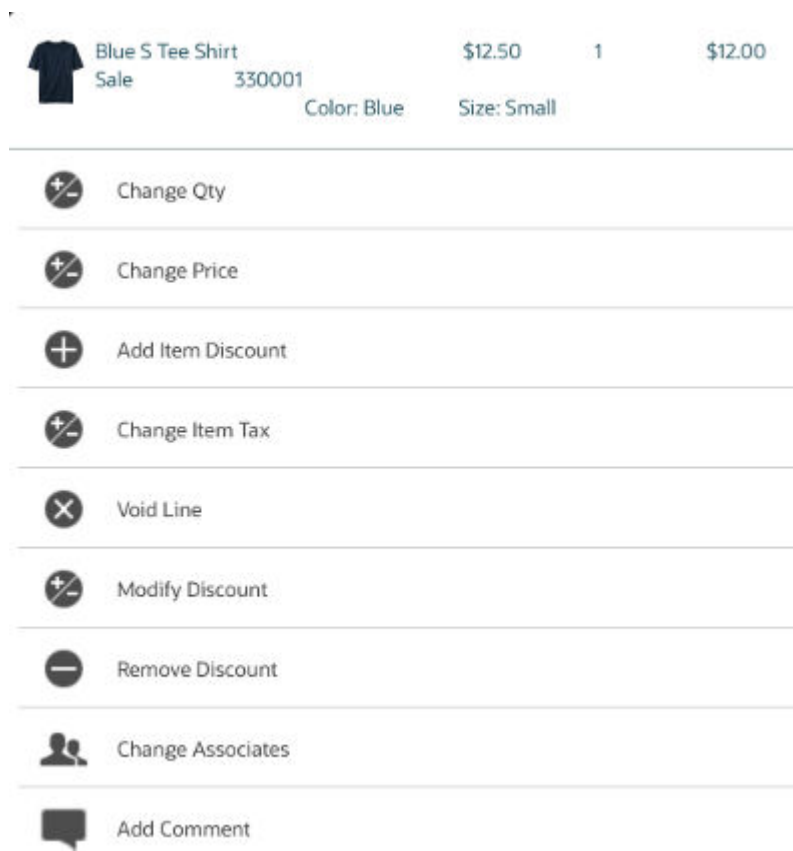 Blue S Tee Shirt $12.50 1 $12.00
Sale 330001
Color: Blue Size: Small
Change Qty
Change Price
Add Item Discount
Change Item Tax
Void Line
Modify Discount
Remove Discount
Change Associates
Add Comment